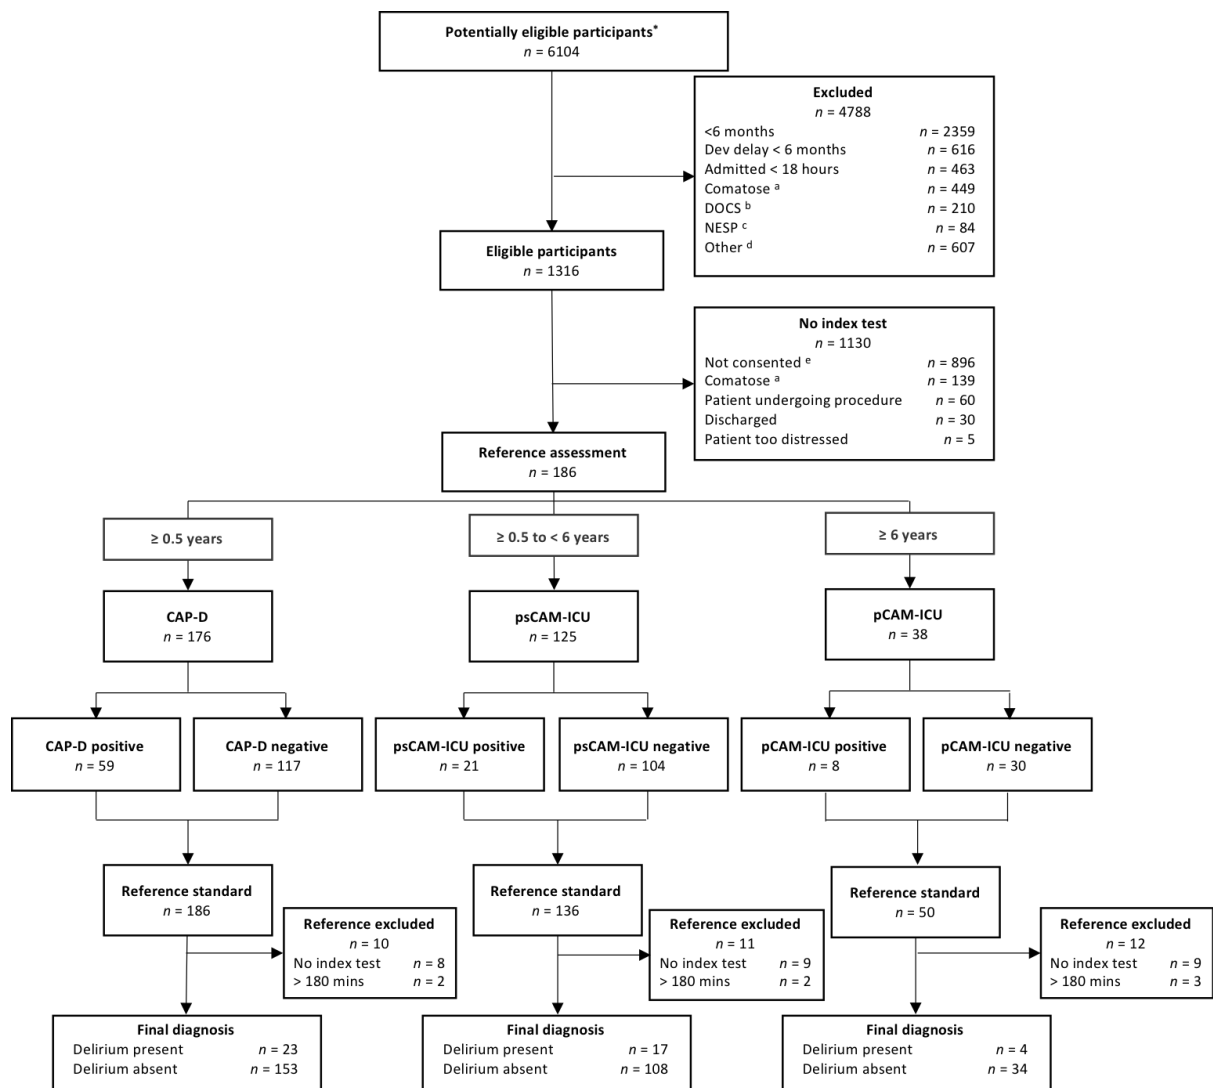 Potentially eligible participants*
n = 6104
Excluded
n = 4788
<6 months n = 2359
Dev delay < 6 months n = 616
Admitted < 18 hours n = 463
Comatose a n = 449
DOCS b n = 210
NESP c n = 84
Other d n = 607
Eligible participants
n = 1316
No index test
n = 1130
Not consented e n = 896
Comatose a n = 139
Patient undergoing procedure n = 60
Discharged n = 30
Patient too distressed n = 5
Reference assessment
n = 186
≥ 0.5 years
≥ 0.5 to < 6 years
≥ 6 years
CAP-D
n = 176
psCAM-ICU
n = 125
pCAM-ICU
n = 38
CAP-D positive
n = 59
CAP-D negative
n = 117
psCAM-ICU positive
n = 21
psCAM-ICU negative
n = 104
pCAM-ICU positive
n = 8
pCAM-ICU negative
n = 30
Reference standard
n = 186
Reference excluded
n = 10
No index test n = 8
> 180 mins n = 2
Reference standard
n = 136
Reference excluded
n = 11
No index test n = 9
> 180 mins n = 2
Reference standard
n = 50
Reference excluded
n = 12
No index test n = 9
> 180 mins n = 3
Final diagnosis
Delirium present n = 23
Delirium absent n = 153
Final diagnosis
Delirium present n = 17
Delirium absent n = 108
Final diagnosis
Delirium present n = 4
Delirium absent n = 34